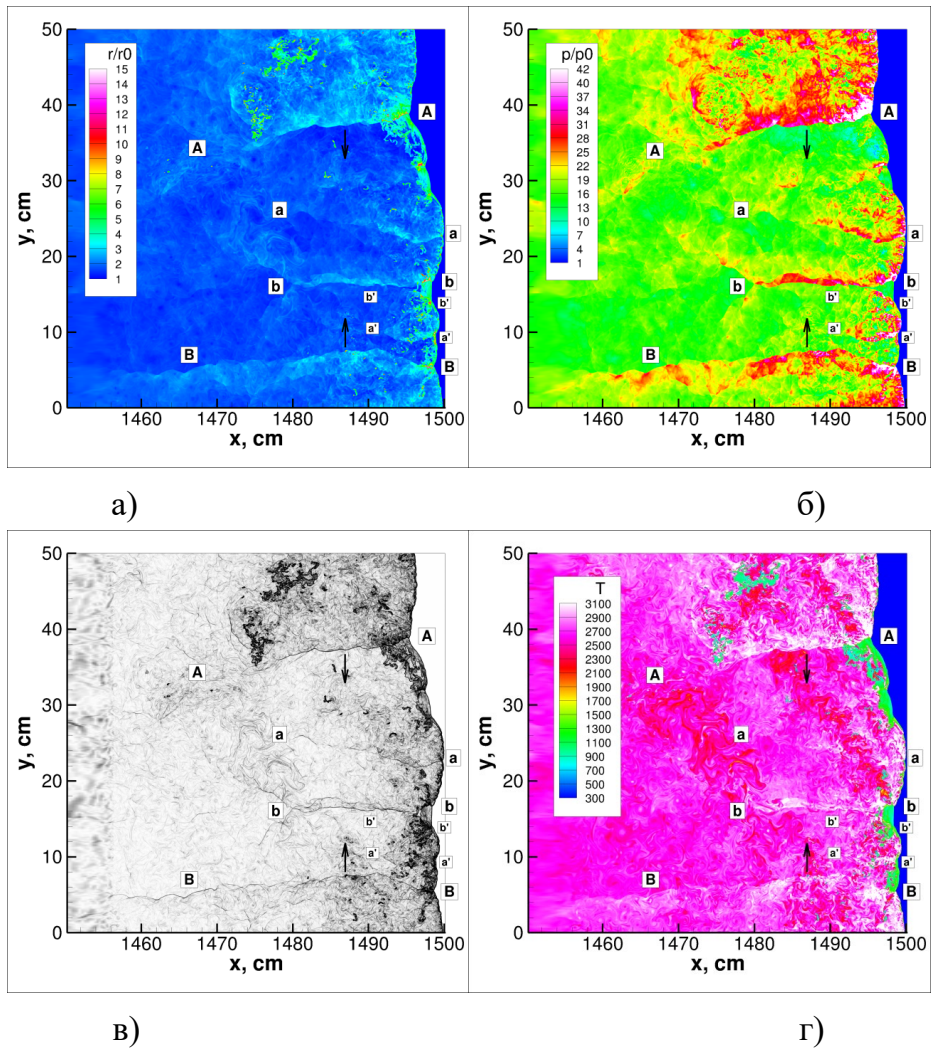 50
40
30
20
10
0
y, cm
1460
1470
1480
1490
1500
x, cm
r/r0
15
14
13
12
11
10
9
8
7
6
5
4
3
2
1
A
A
a
a
b
b
b'
b'
a'
a'
B
B
а)
50
40
30
20
10
0
y, cm
1460
1470
1480
1490
1500
x, cm
p/p0
42
40
37
34
31
28
25
22
19
16
13
10
7
4
1
A
A
a
a
b
b
b'
b'
a'
a'
B
B
б)
50
40
30
20
10
0
y, cm
1460
1470
1480
1490
1500
x, cm
A
A
a
a
b
b
b'
b'
a'
a'
B
B
в)
50
40
30
20
10
0
y, cm
1460
1470
1480
1490
1500
x, cm
T
3100
2900
2700
2500
2300
2100
1900
1700
1500
1300
1100
900
700
500
300
A
A
a
a
b
b
b'
b'
a'
a'
B
B
г)